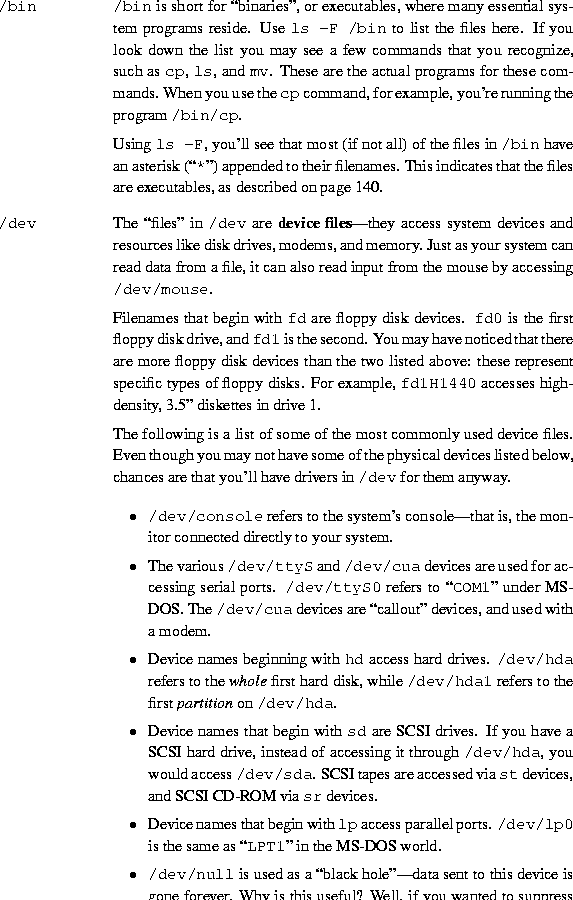 /bin /bin is short for “binaries”, or executables, where many essential sys-
tem programs reside. Use ls -F /bin to list the files here. If you
look down the list you may see a few commands that you recognize,
such as cp, ls, and mv. These are the actual programs for these com-
mands. When you use the cp command, for example, you’re running the
program /bin/cp.
Using ls -F, you’ll see that most (if not all) of the files in /bin have
an asterisk (“*”) appended to their filenames. This indicates that the files
are executables, as described on page 140.
/dev The “files” in /dev are device files—they access system devices and
resources like disk drives, modems, and memory. Just as your system can
read data from a file, it can also read input from the mouse by accessing
/dev/mouse.
Filenames that begin with fd are floppy disk devices. fd0 is the first
floppy disk drive, and fd1 is the second. You may have noticed that there
are more floppy disk devices than the two listed above: these represent
specific types of floppy disks. For example, fd1H1440 accesses high-
density, 3.5” diskettes in drive 1.
The following is a list of some of the most commonly used device files.
Even though you may not have some of the physical devices listed below,
chances are that you’ll have drivers in /dev for them anyway.
• /dev/console refers to the system’s console—that is, the mon-
itor connected directly to your system.
• The various /dev/ttyS and /dev/cua devices are used for ac-
cessing serial ports. /dev/ttyS0 refers to “COM1” under MS-
DOS. The /dev/cua devices are “callout” devices, and used with
a modem.
• Device names beginning with hd access hard drives. /dev/hda
refers to the whole first hard disk, while /dev/hda1 refers to the
first partition on /dev/hda.
• Device names that begin with sd are SCSI drives. If you have a
SCSI hard drive, instead of accessing it through /dev/hda, you
would access /dev/sda. SCSI tapes are accessed via st devices,
and SCSI CD-ROM via sr devices.
• Device names that begin with lp access parallel ports. /dev/lp0
is the same as “LPT1” in the MS-DOS world.
• /dev/null is used as a “black hole”—data sent to this device is
gone forever. Why is this useful? Well, if you wanted to suppress